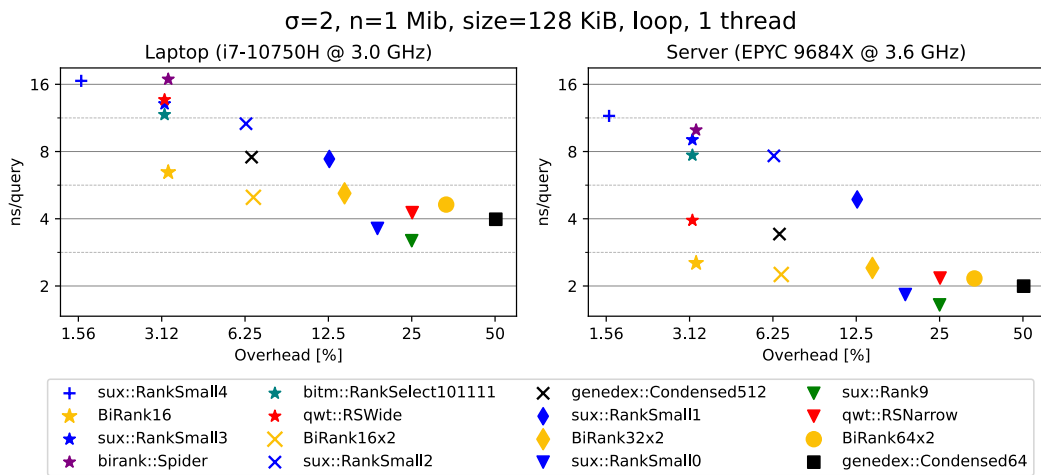 σ=2, n=1 Mib, size=128 KiB, loop, 1 thread
Laptop (i7-10750H @ 3.0 GHz)
Server (EPYC 9684X @ 3.6 GHz)
ns/query
16
8
4
2
1.56 3.12 6.25 12.5 25 50
Overhead [%]
ns/query
16
8
4
2
1.56 3.12 6.25 12.5 25 50
Overhead [%]
sux::RankSmall4
BiRank16
sux::RankSmall3
birank::Spider
bitm::RankSelect101111
qwt::RSWide
BiRank16x2
sux::RankSmall2
genedex::Condensed512
sux::RankSmall1
BiRank32x2
sux::RankSmall0
sux::Rank9
qwt::RSNarrow
BiRank64x2
genedex::Condensed64